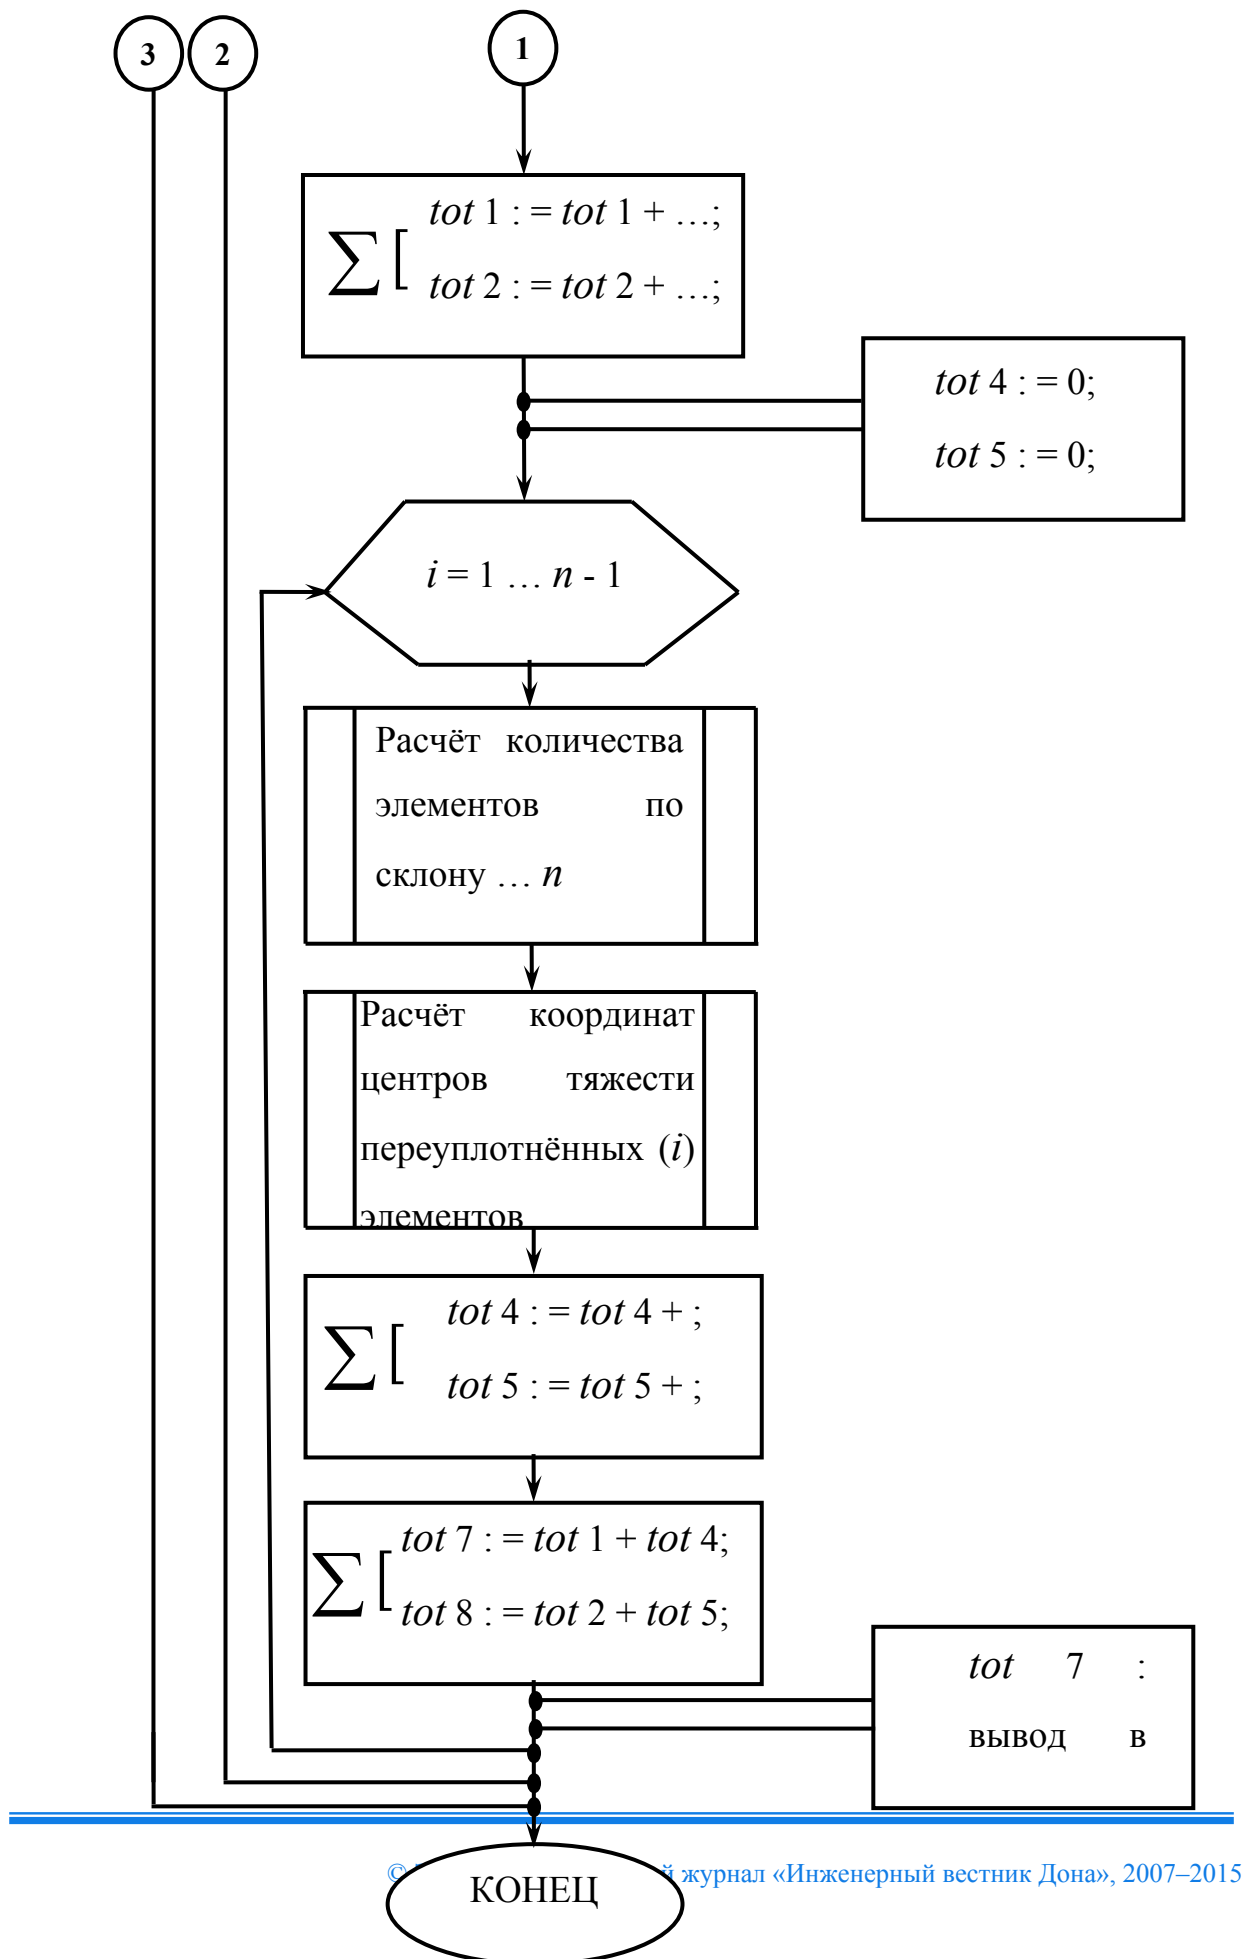 3 2 1
tot 1 : = tot 1 + …;
∑ [
tot 2 : = tot 2 + …;
tot 4 : = 0;
tot 5 : = 0;
i = 1 … n - 1
Расчёт количества
элементов по
склону … n
Расчёт координат
центров тяжести
переуплотнённых (i)
элементов
tot 4 : = tot 4 + ;
∑ [
tot 5 : = tot 5 + ;
tot 7 : = tot 1 + tot 4;
∑ [
tot 8 : = tot 2 + tot 5;
tot 7 :
вывод в
© журнал «Инженерный вестник Дона», 2007–2015
КОНЕЦ